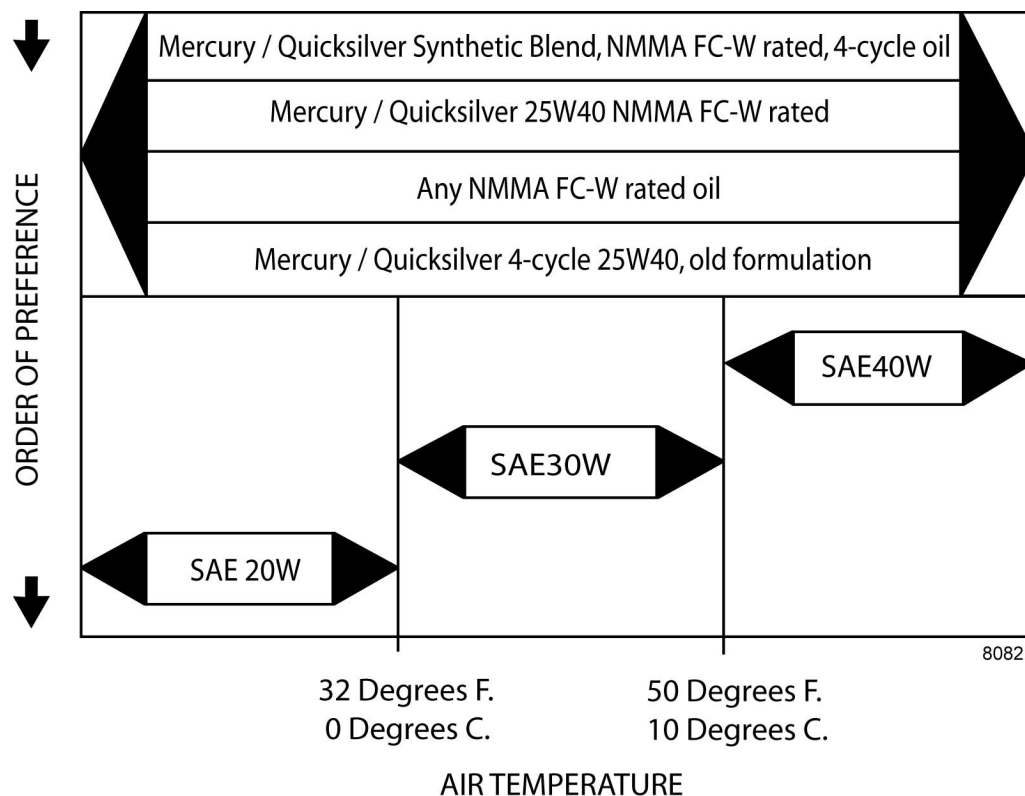 ORDER OF PREFERENCE
Mercury / Quicksilver Synthetic Blend, NMMA FC-W rated, 4-cycle oil
Mercury / Quicksilver 25W40 NMMA FC-W rated
Any NMMA FC-W rated oil
Mercury / Quicksilver 4-cycle 25W40, old formulation
SAE40W
SAE30W
SAE 20W
8082
32 Degrees F.
0 Degrees C.
50 Degrees F.
10 Degrees C.
AIR TEMPERATURE